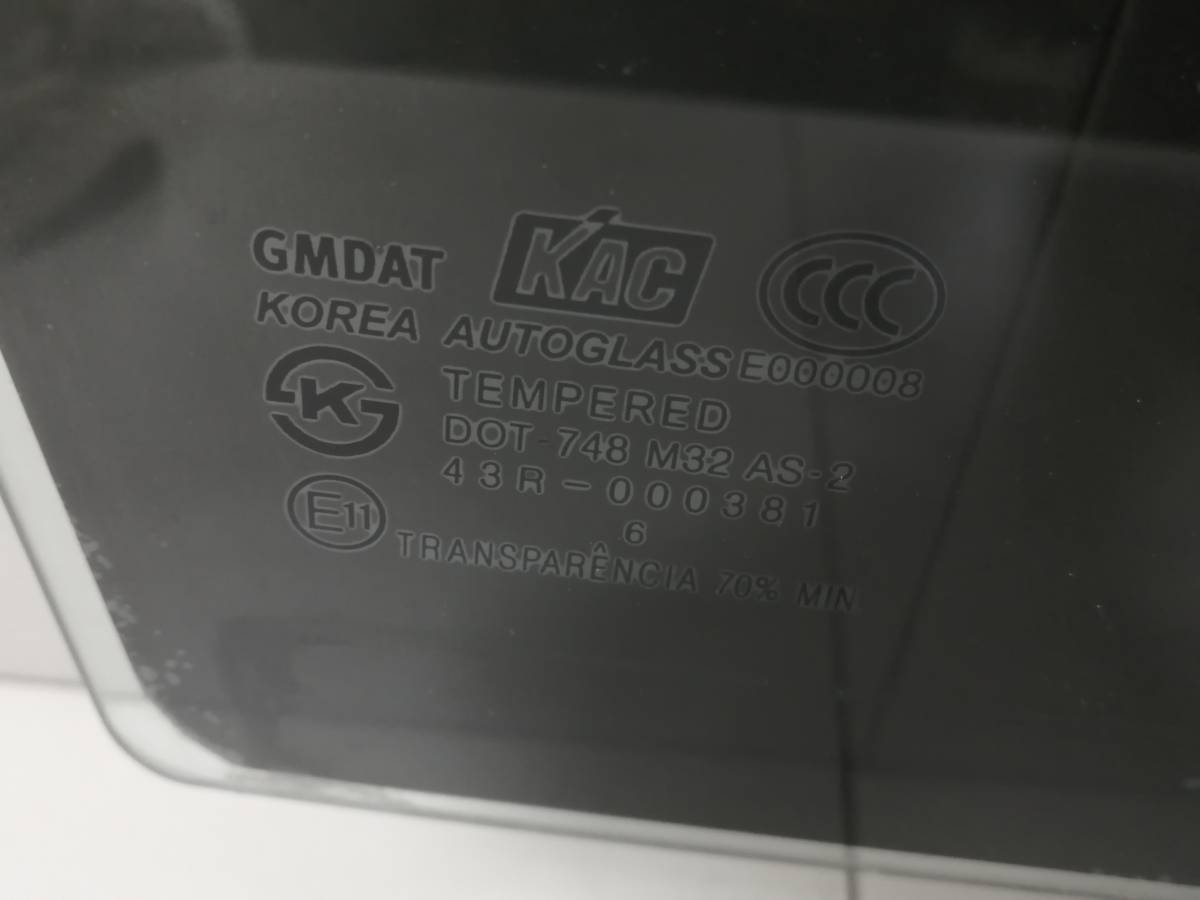 GMDAT KAC CCC
KOREA AUTOGLASS E000008
K TEMPERED
DOT-748 M32 AS-2
43R-000381
E11 6
TRANSPARÊNCIA 70% MIN